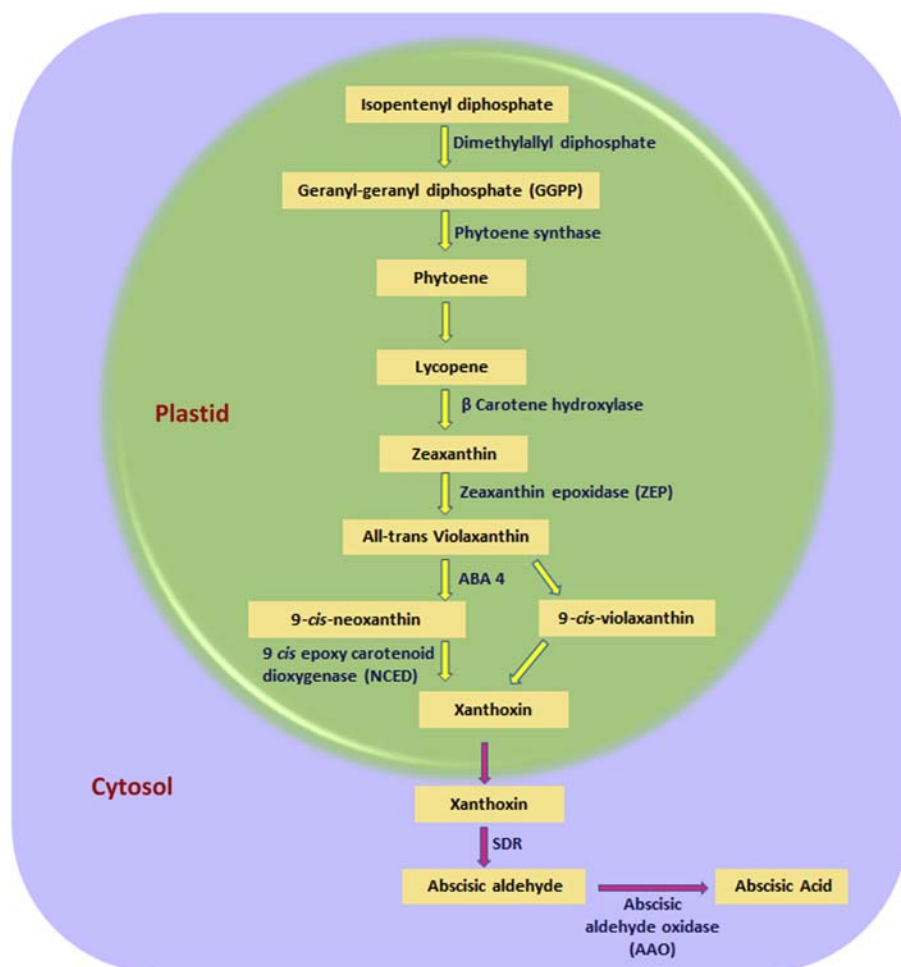 Isopentenyl diphosphate
Dimethylallyl diphosphate
Geranyl-geranyl diphosphate (GGPP)
Phytoene synthase
Phytoene
Lycopene
β Carotene hydroxylase
Plastid
Zeaxanthin
Zeaxanthin epoxidase (ZEP)
All-trans Violaxanthin
ABA 4
9-cis-neoxanthin
9-cis-violaxanthin
9 cis epoxy carotenoid
dioxygenase (NCED)
Xanthoxin
Cytosol
Xanthoxin
SDR
Abscisic aldehyde
Abscisic Acid
Abscisic
aldehyde oxidase
(AAO)